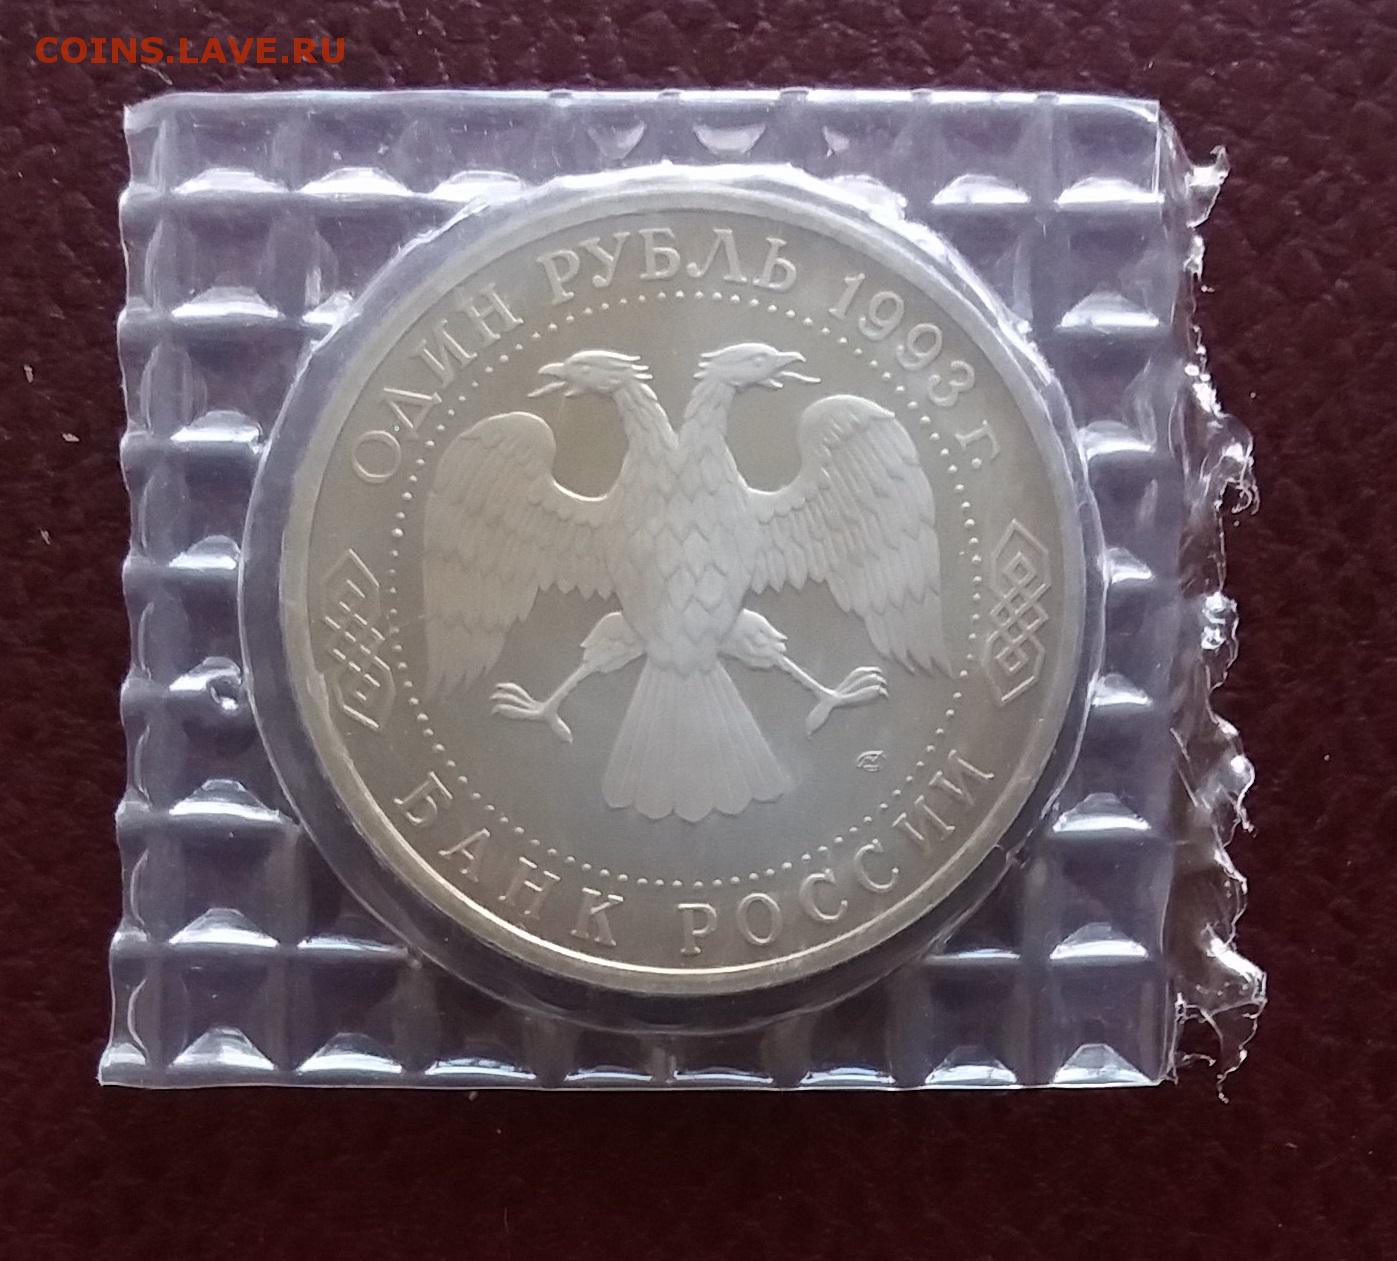 COINS.LAVE.RU
ОДИН РУБЛЬ 1993 г.
БАНК РОССИИ